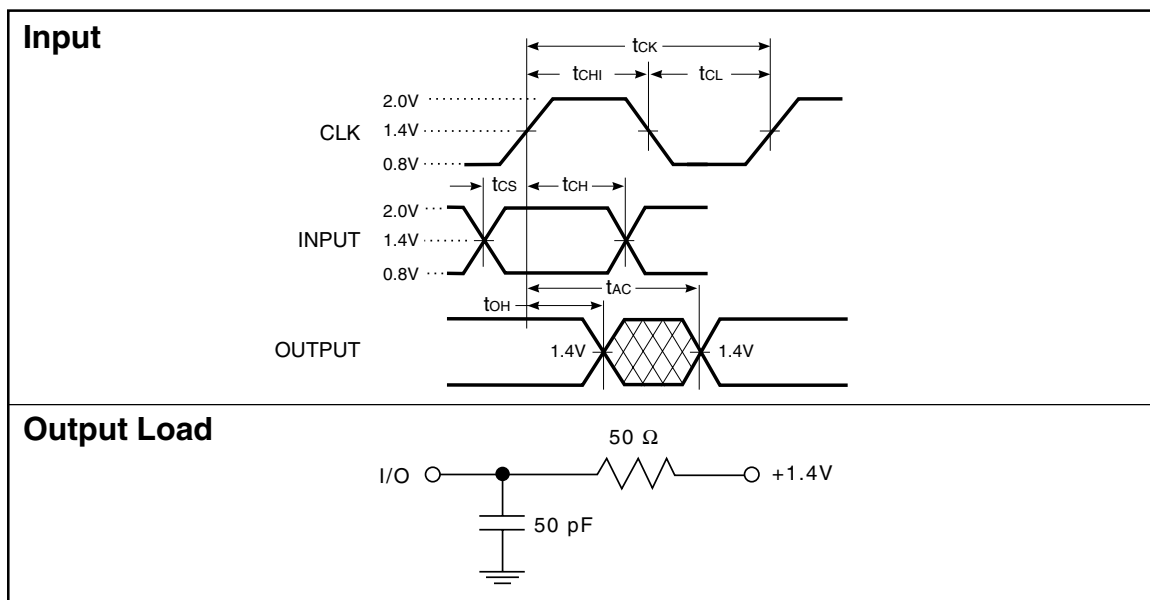 Input
tCK
tCHI
tCL
2.0V
CLK
1.4V
0.8V
tCS
tCH
2.0V
INPUT
1.4V
0.8V
tAC
tOH
OUTPUT
1.4V
1.4V
Output Load
50 Ω
I/O
+1.4V
50 pF